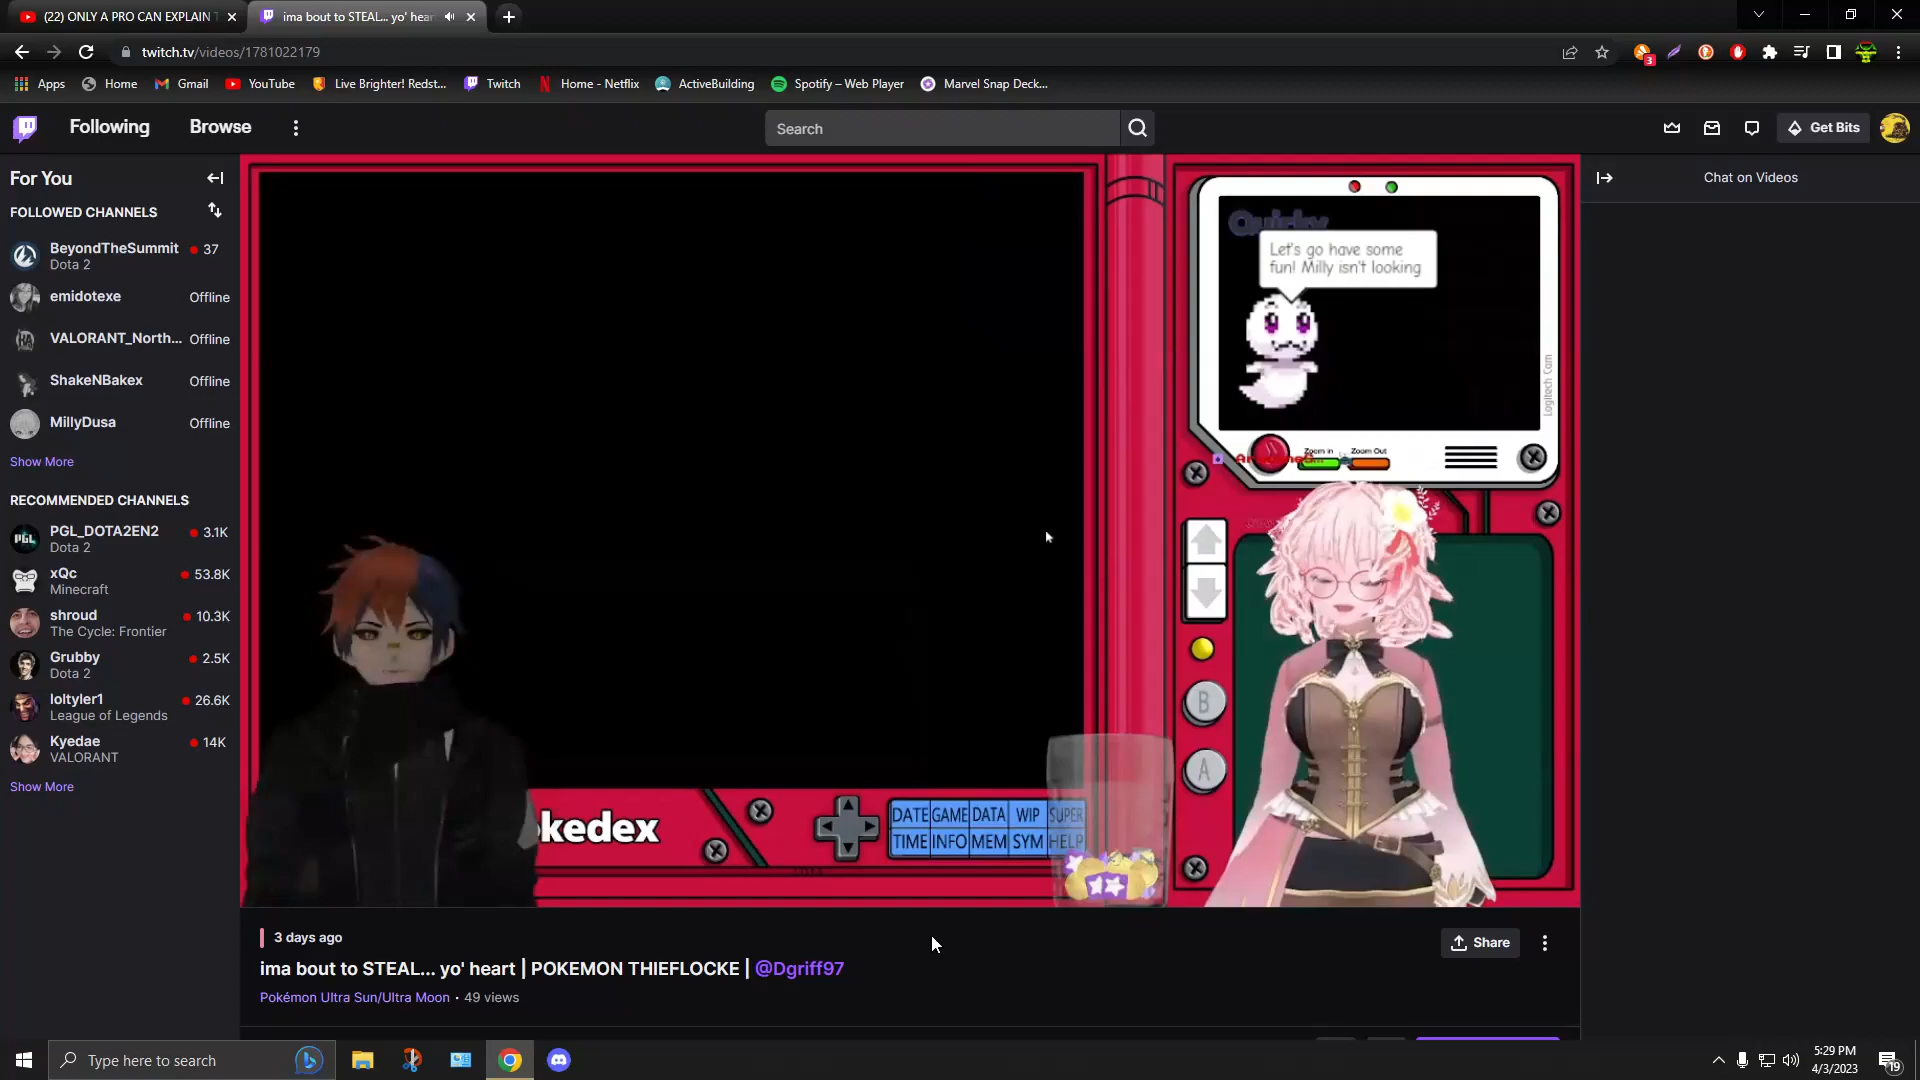 (22) ONLY A PRO CAN EXPLAIN T
ima bout to STEAL... yo' hear
twitch.tv/videos/1781022179
3
Apps
Home
Gmail
YouTube
Live Brighter! Redst...
Twitch
Home - Netflix
ActiveBuilding
Spotify – Web Player
Marvel Snap Deck...
Following
Browse
Search
Get Bits
For You
FOLLOWED CHANNELS
BeyondTheSummit
37
Dota 2
emidotexe
Offline
VALORANT_North...
Offline
ShakeNBakex
Offline
MillyDusa
Offline
Show More
RECOMMENDED CHANNELS
PGL_DOTA2EN2
3.1K
Dota 2
xQc
53.8K
Minecraft
shroud
10.3K
The Cycle: Frontier
Grubby
2.5K
Dota 2
loltyler1
26.6K
League of Legends
Kyedae
14K
VALORANT
Show More
Chat on Videos
Quirky
Let's go have some
fun! Milly isn't looking
Logitech Cam
Zoom in
Zoom Out
B
A
kedex
DATE GAME DATA WIP SUPER
TIME INFO MEM SYM HELP
3 days ago
Share
ima bout to STEAL... yo' heart | POKEMON THIEFLOCKE | @Dgriff97
Pokémon Ultra Sun/Ultra Moon • 49 views
Type here to search
5:29 PM
4/3/2023
19